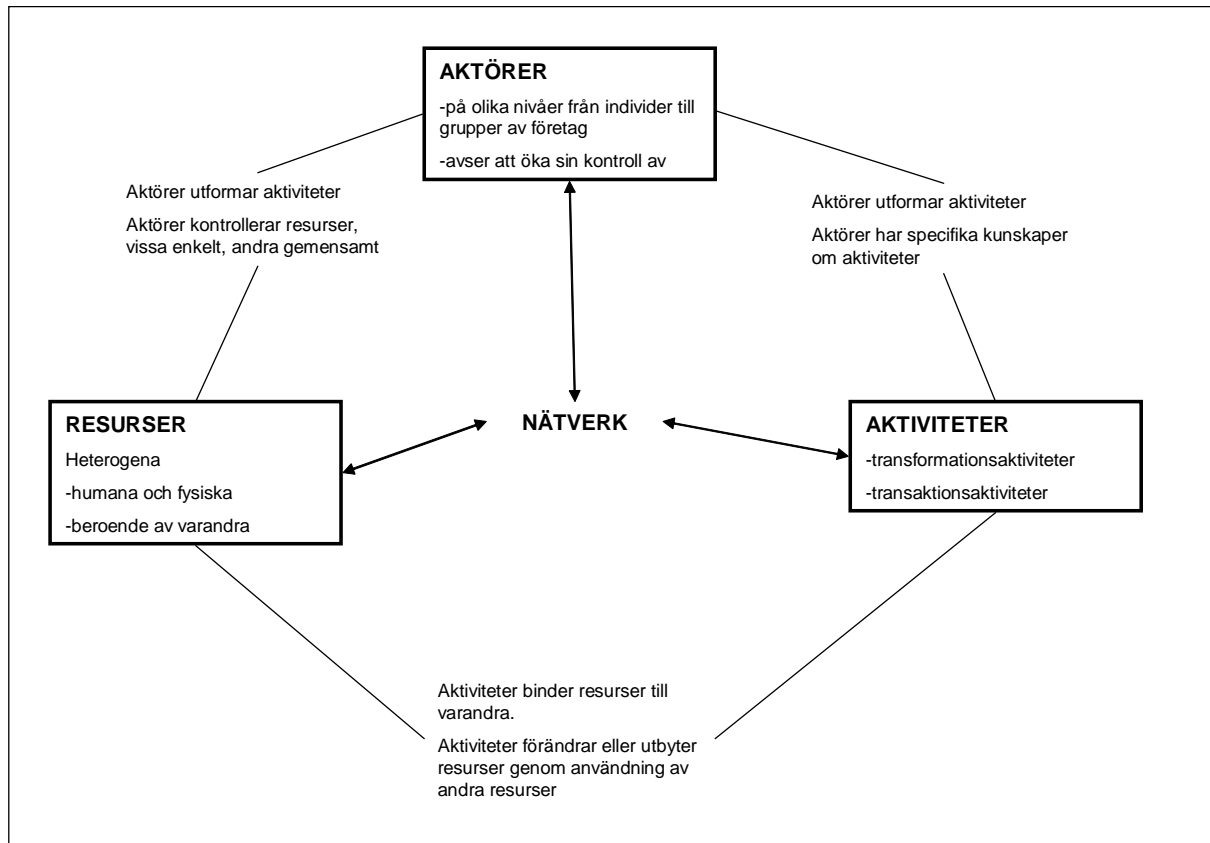 AKTÖRER
-på olika nivåer från individer till
grupper av företag
-avser att öka sin kontroll av
Aktörer utformar aktiviteter
Aktörer kontrollerar resurser,
vissa enkelt, andra gemensamt
Aktörer utformar aktiviteter
Aktörer har specifika kunskaper
om aktiviteter
RESURSER
Heterogena
-humana och fysiska
-beroende av varandra
NÄTVERK
AKTIVITETER
-transformationsaktiviteter
-transaktionsaktiviteter
Aktiviteter binder resurser till
varandra.
Aktiviteter förändrar eller utbyter
resurser genom användning av
andra resurser